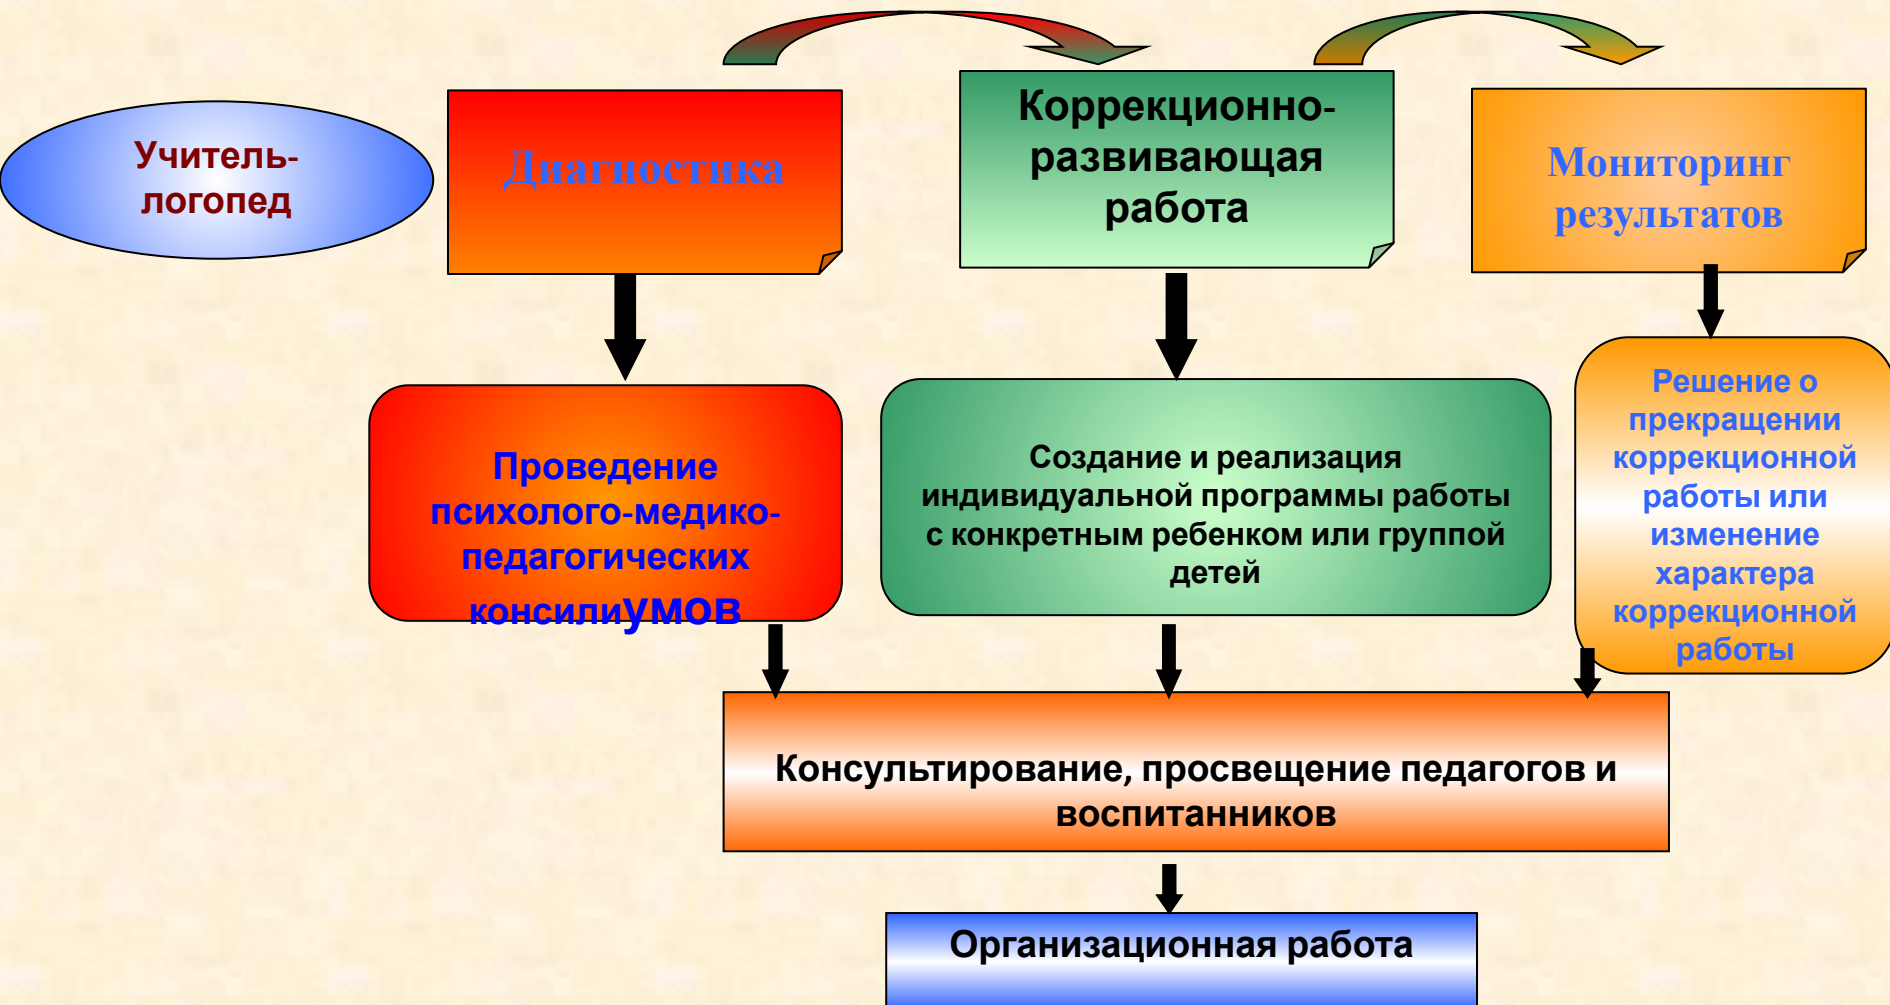 Учитель-
логопед
Диагностика
Коррекционно-
развивающая
работа
Мониторинг
результатов
Проведение
психолого-медико-
педагогических
консилиумов
Создание и реализация
индивидуальной программы работы
с конкретным ребенком или группой
детей
Решение о
прекращении
коррекционной
работы или
изменение
характера
коррекционной
работы
Консультирование, просвещение педагогов и
воспитанников
Организационная работа